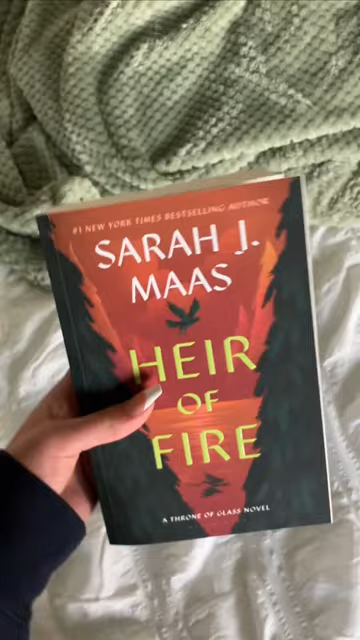 #1 NEW YORK TIMES BESTSELLING AUTHOR
SARAH J.
MAAS
HEIR
OF
FIRE
A THRONE OF GLASS NOVEL